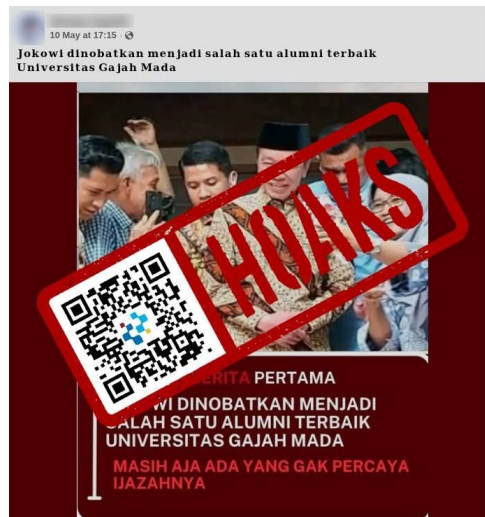 10 May at 17:15 ·
Jokowi dinobatkan menjadi salah satu alumni terbaik
Universitas Gajah Mada
HOAKS
PERTAMA
DINOBATKAN MENJADI
SALAH SATU ALUMNI TERBAIK
UNIVERSITAS GAJAH MADA
MASIH AJA ADA YANG GAK PERCAYA
IJAZAHNYA